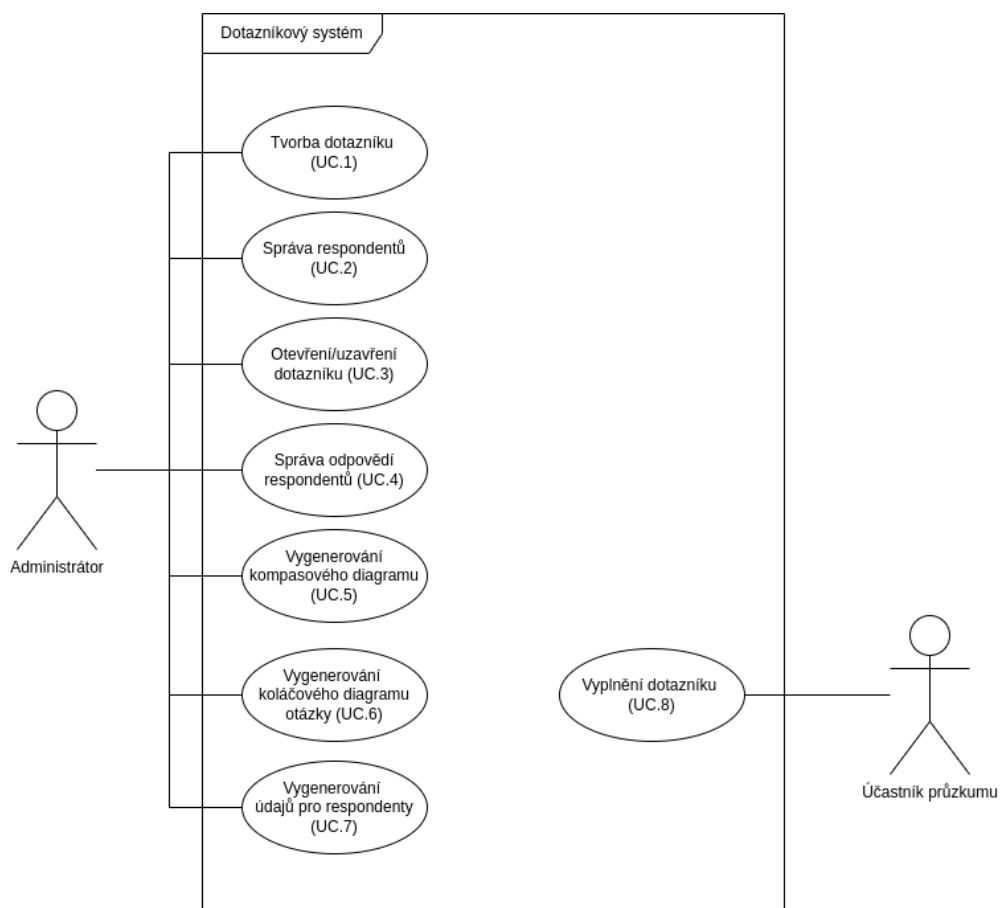 Dotazníkový systém
Tvorba dotazníku
(UC.1)
Správa respondentů
(UC.2)
Otevření/uzavření
dotazníku (UC.3)
Správa odpovědí
respondentů (UC.4)
Administrátor
Vygenerování
kompasového diagramu
(UC.5)
Vygenerování
koláčového diagramu
otázky (UC.6)
Vyplnění dotazníku
(UC.8)
Účastník průzkumu
Vygenerování
údajů pro respondenty
(UC.7)